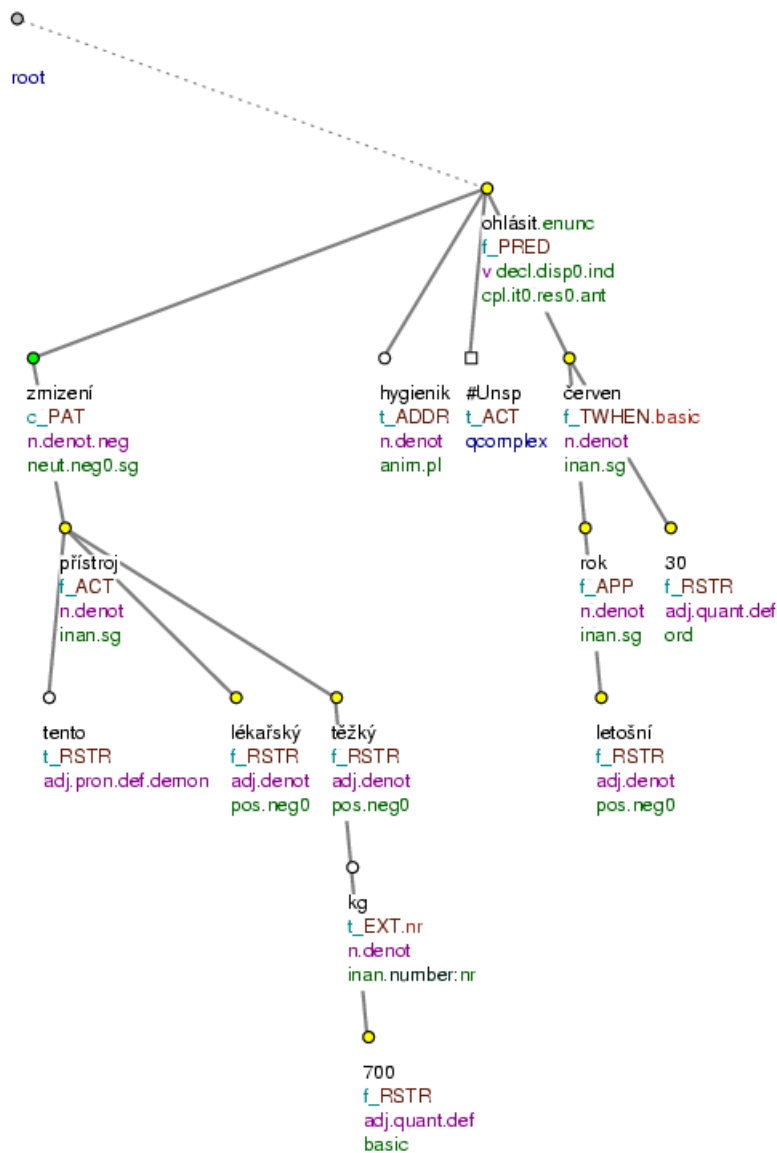 root
ohlásit.enunc
f_PRED
v decl.disp0.ind
cpl.it0.res0.ant
zmizení
c_PAT
n.denot.neg
neut.neg0.sg
hygienik
t_ADDR
n.denot
anim.pl
#Unsp
t_ACT
qcomplex
červen
f_TWHEN.basic
n.denot
inan.sg
přístroj
f_ACT
n.denot
inan.sg
rok
f_APP
n.denot
inan.sg
30
f_RSTR
adj.quant.def
ord
tento
t_RSTR
adj.pron.def.demon
lékařský
f_RSTR
adj.denot
pos.neg0
těžký
f_RSTR
adj.denot
pos.neg0
letošní
f_RSTR
adj.denot
pos.neg0
kg
t_EXT.nr
n.denot
inan.number:nr
700
f_RSTR
adj.quant.def
basic